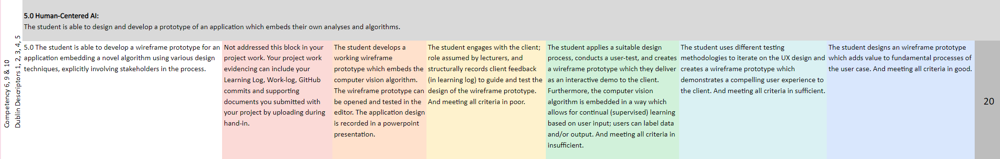 5.0 Human-Centered AI:
The student is able to design and develop a prototype of an application which embeds their own analyses and algorithms.
Competency 6, 9 & 10
Dublin Descriptors 1, 2, 3, 4, 5
5.0 The student is able to develop a wireframe prototype for an
application embedding a novel algorithm using various design
techniques, explicitly involving stakeholders in the process.
Not addressed this block in your
project work. Your project work
evidencing can include your
Learning Log, Work-log, GitHub
commits and supporting
documents you submitted with
your project by uploading during
hand-in.
The student develops a
working wireframe
prototype which embeds the
computer vision algorithm.
The wireframe prototype can
be opened and tested in the
editor. The application design
is recorded in a powerpoint
presentation.
The student engages with the client;
role assumed by lecturers, and
structurally records client feedback
(in learning log) to guide and test the
design of the wireframe prototype.
And meeting all criteria in poor.
The student applies a suitable design
process, conducts a user-test, and creates
a wireframe prototype which they deliver
as an interactive demo to the client.
Furthermore, the computer vision
algorithm is embedded in a way which
allows for continual (supervised) learning
based on user input; users can label data
and/or output. And meeting all criteria in
insufficient.
The student uses different testing
methodologies to iterate on the UX design and
creates a wireframe prototype which
demonstrates a compelling user experience to
the client. And meeting all criteria in sufficient.
The student designs an wireframe prototype
which adds value to fundamental processes of
the user case. And meeting all criteria in good.
20